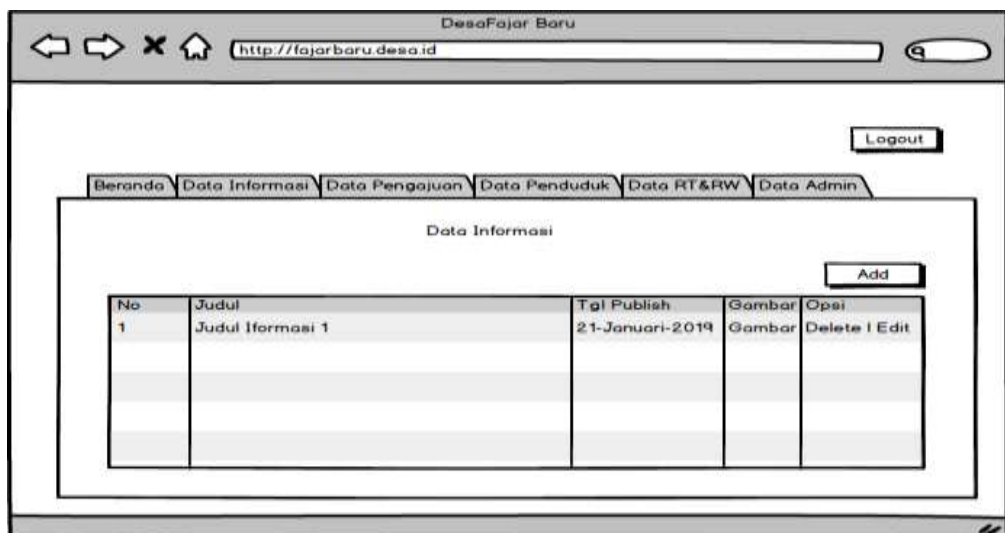 DesaFajar Baru
http://fajarbaru.desa.id
Logout
Beranda Data Informasi Data Pengajuan Data Penduduk Data RT&RW Data Admin
Data Informasi
Add
No Judul Tgl Publish Gambar Opsi
1 Judul Iformasi 1 21-Januari-2019 Gambar Delete | Edit